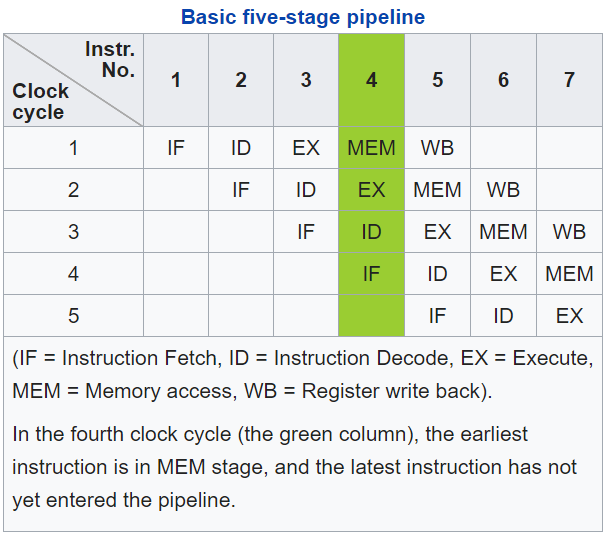 Basic five-stage pipeline
Instr.
No.
Clock
cycle
1 2 3 4 5 6 7
1 IF ID EX MEM WB
2 IF ID EX MEM WB
3 IF ID EX MEM WB
4 IF ID EX MEM
5 IF ID EX
(IF = Instruction Fetch, ID = Instruction Decode, EX = Execute,
MEM = Memory access, WB = Register write back).
In the fourth clock cycle (the green column), the earliest
instruction is in MEM stage, and the latest instruction has not
yet entered the pipeline.